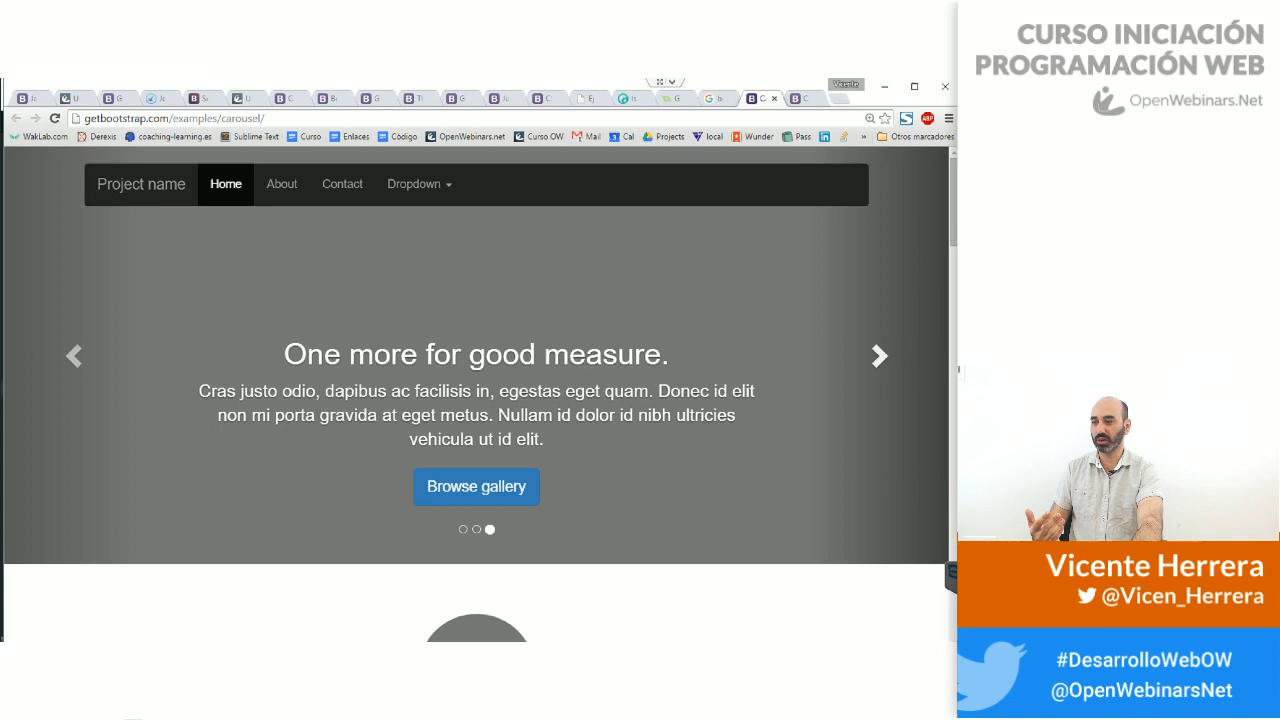 CURSO INICIACIÓN
PROGRAMACIÓN WEB
OpenWebinars.Net
Vicente
getbootstrap.com/examples/carousel/
WakLab.com Derexis coaching-learning.es Sublime Text Curso Enlaces Código OpenWebinars.net Curso OW Mail Cal Projects local Wunder Pass » Otros marcadores
Project name Home About Contact Dropdown
One more for good measure.
Cras justo odio, dapibus ac facilisis in, egestas eget quam. Donec id elit
non mi porta gravida at eget metus. Nullam id dolor id nibh ultricies
vehicula ut id elit.
Browse gallery
Vicente Herrera
@Vicen_Herrera
#DesarrolloWebOW
@OpenWebinarsNet